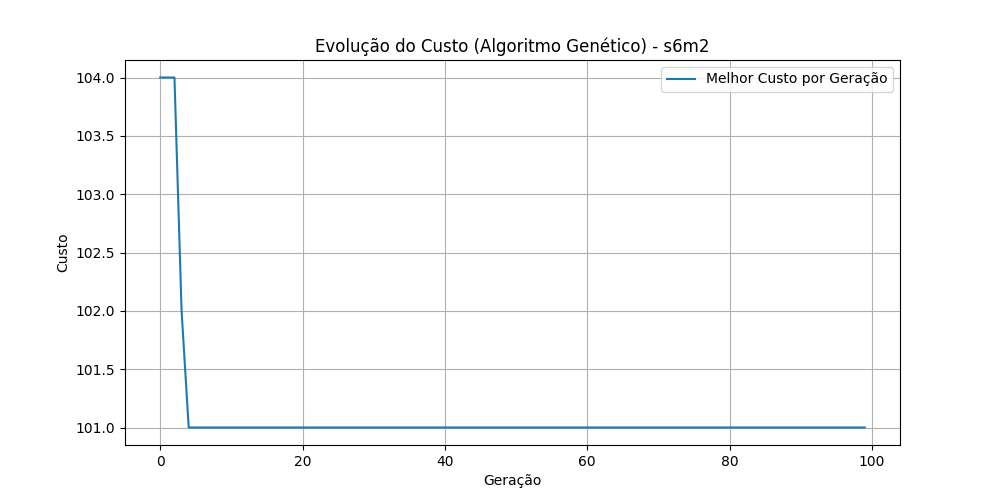 Evolução do Custo (Algoritmo Genético) - s6m2
Melhor Custo por Geração
104.0
103.5
103.0
102.5
102.0
101.5
101.0
Custo
0 20 40 60 80 100
Geração